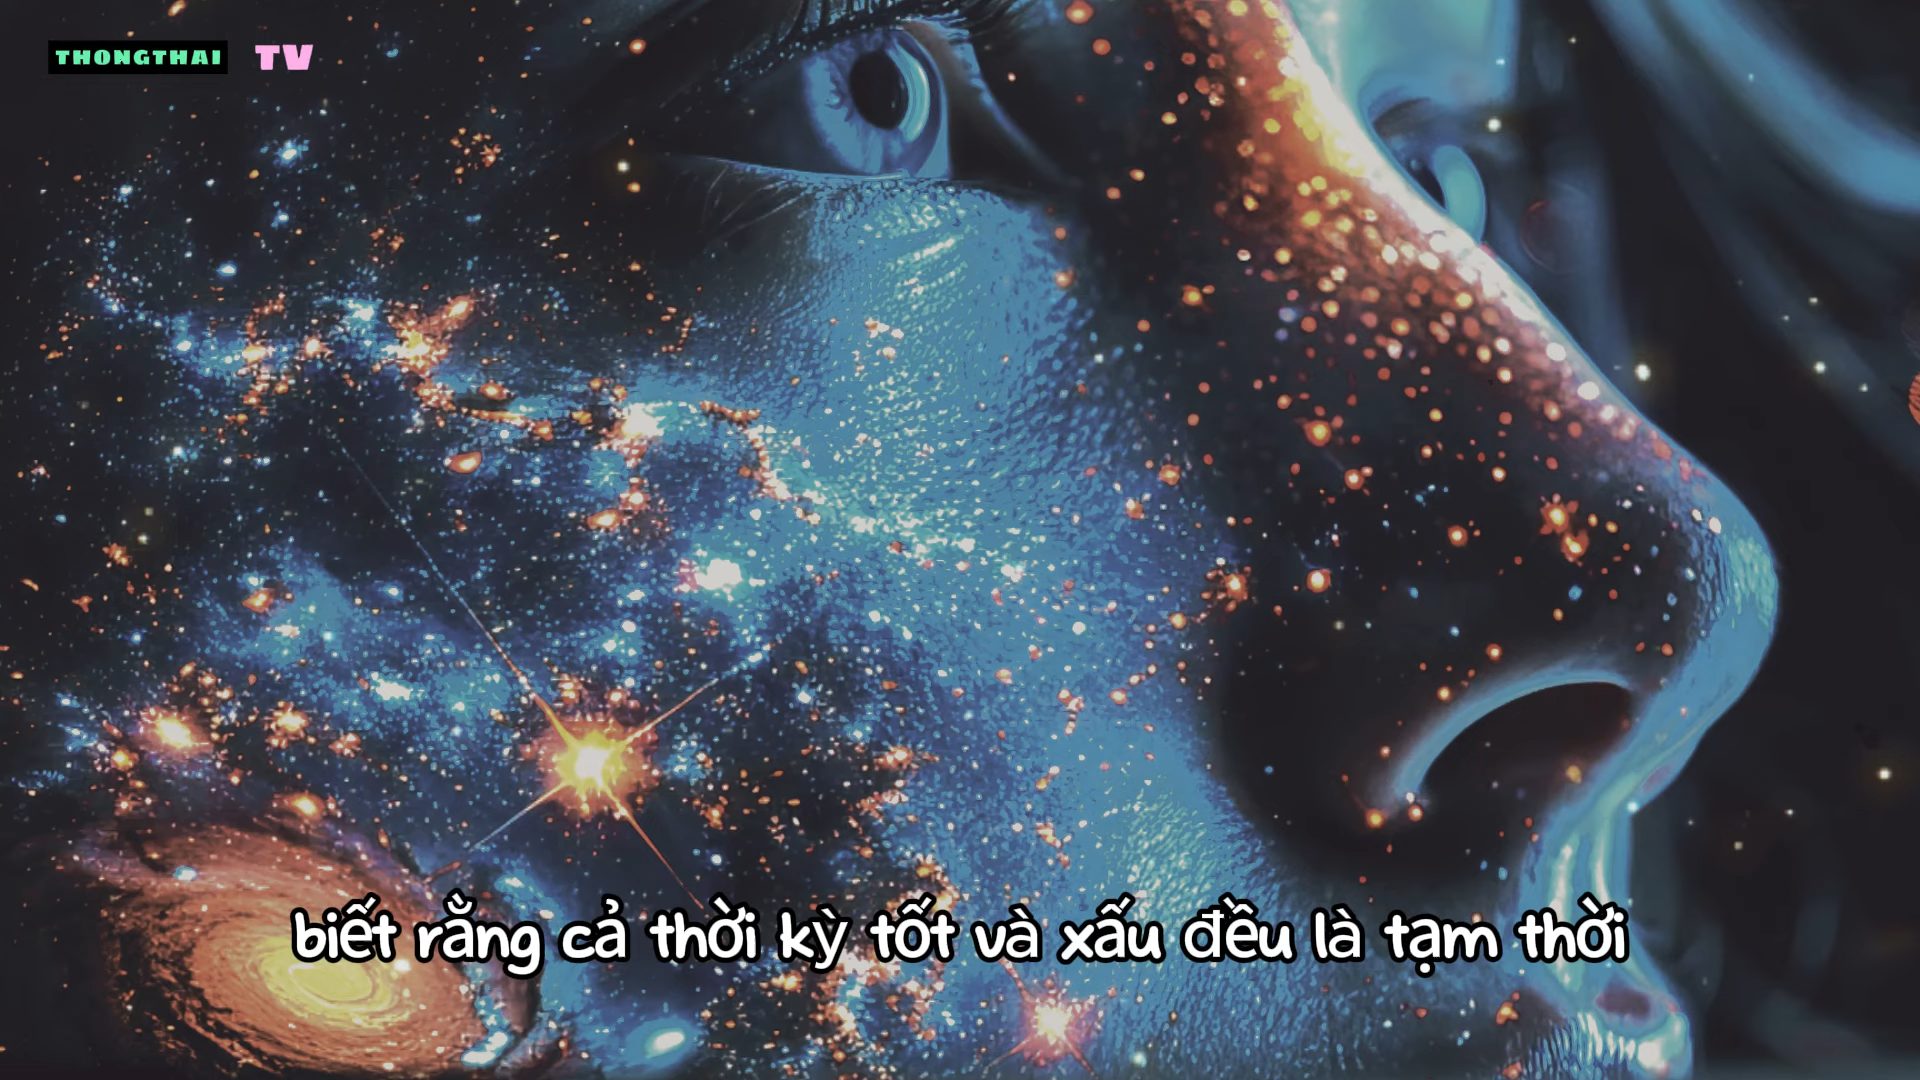 THONGTHAI TV
biết rằng cả thời kỳ tốt và xấu đều là tạm thời